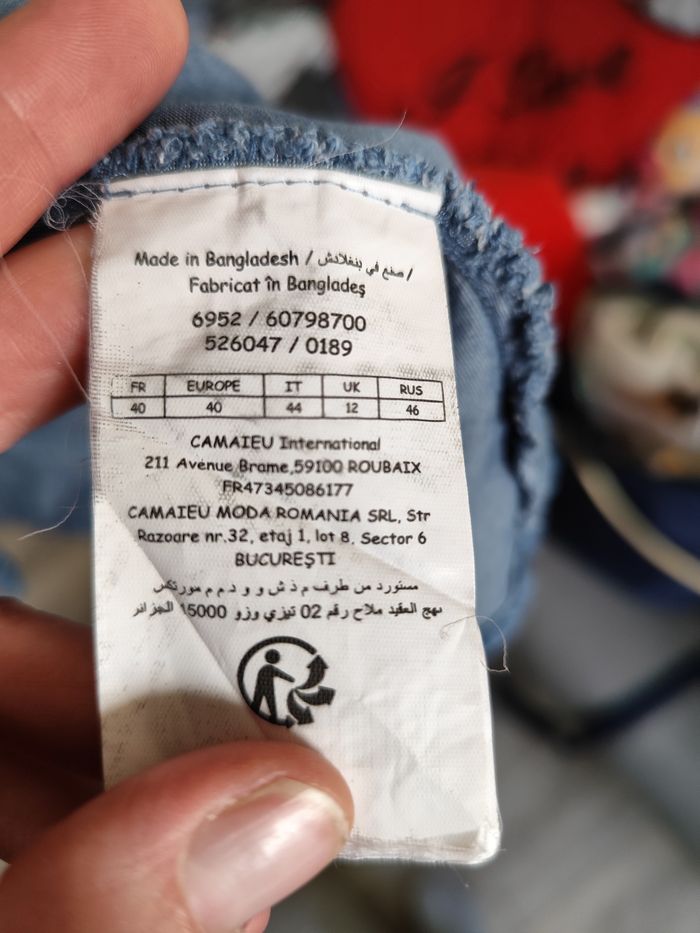 Made in Bangladesh / صنع في بنغلادش /
Fabricat în Bangladeş
6952 / 60798700
526047 / 0189
FR EUROPE IT UK RUS
40 40 44 12 46
CAMAIEU International
211 Avenue Brame,59100 ROUBAIX
FR47345086177
CAMAIEU MODA ROMANIA SRL, Str
Razoare nr.32, etaj 1, lot 8, Sector 6
BUCUREŞTI
مستورد من طرف م ذ ش و و د م م مورتكس
نهج العقيد ملاح رقم 02 تيزي وزو 15000 الجزائر